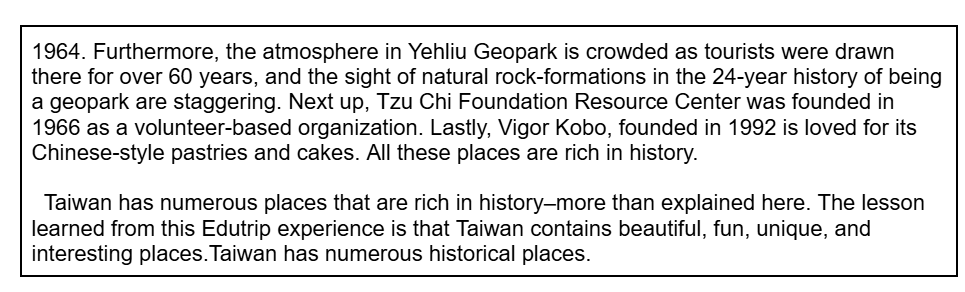 1964. Furthermore, the atmosphere in Yehliu Geopark is crowded as tourists were drawn
there for over 60 years, and the sight of natural rock-formations in the 24-year history of being
a geopark are staggering. Next up, Tzu Chi Foundation Resource Center was founded in
1966 as a volunteer-based organization. Lastly, Vigor Kobo, founded in 1992 is loved for its
Chinese-style pastries and cakes. All these places are rich in history.
Taiwan has numerous places that are rich in history–more than explained here. The lesson
learned from this Edutrip experience is that Taiwan contains beautiful, fun, unique, and
interesting places.Taiwan has numerous historical places.